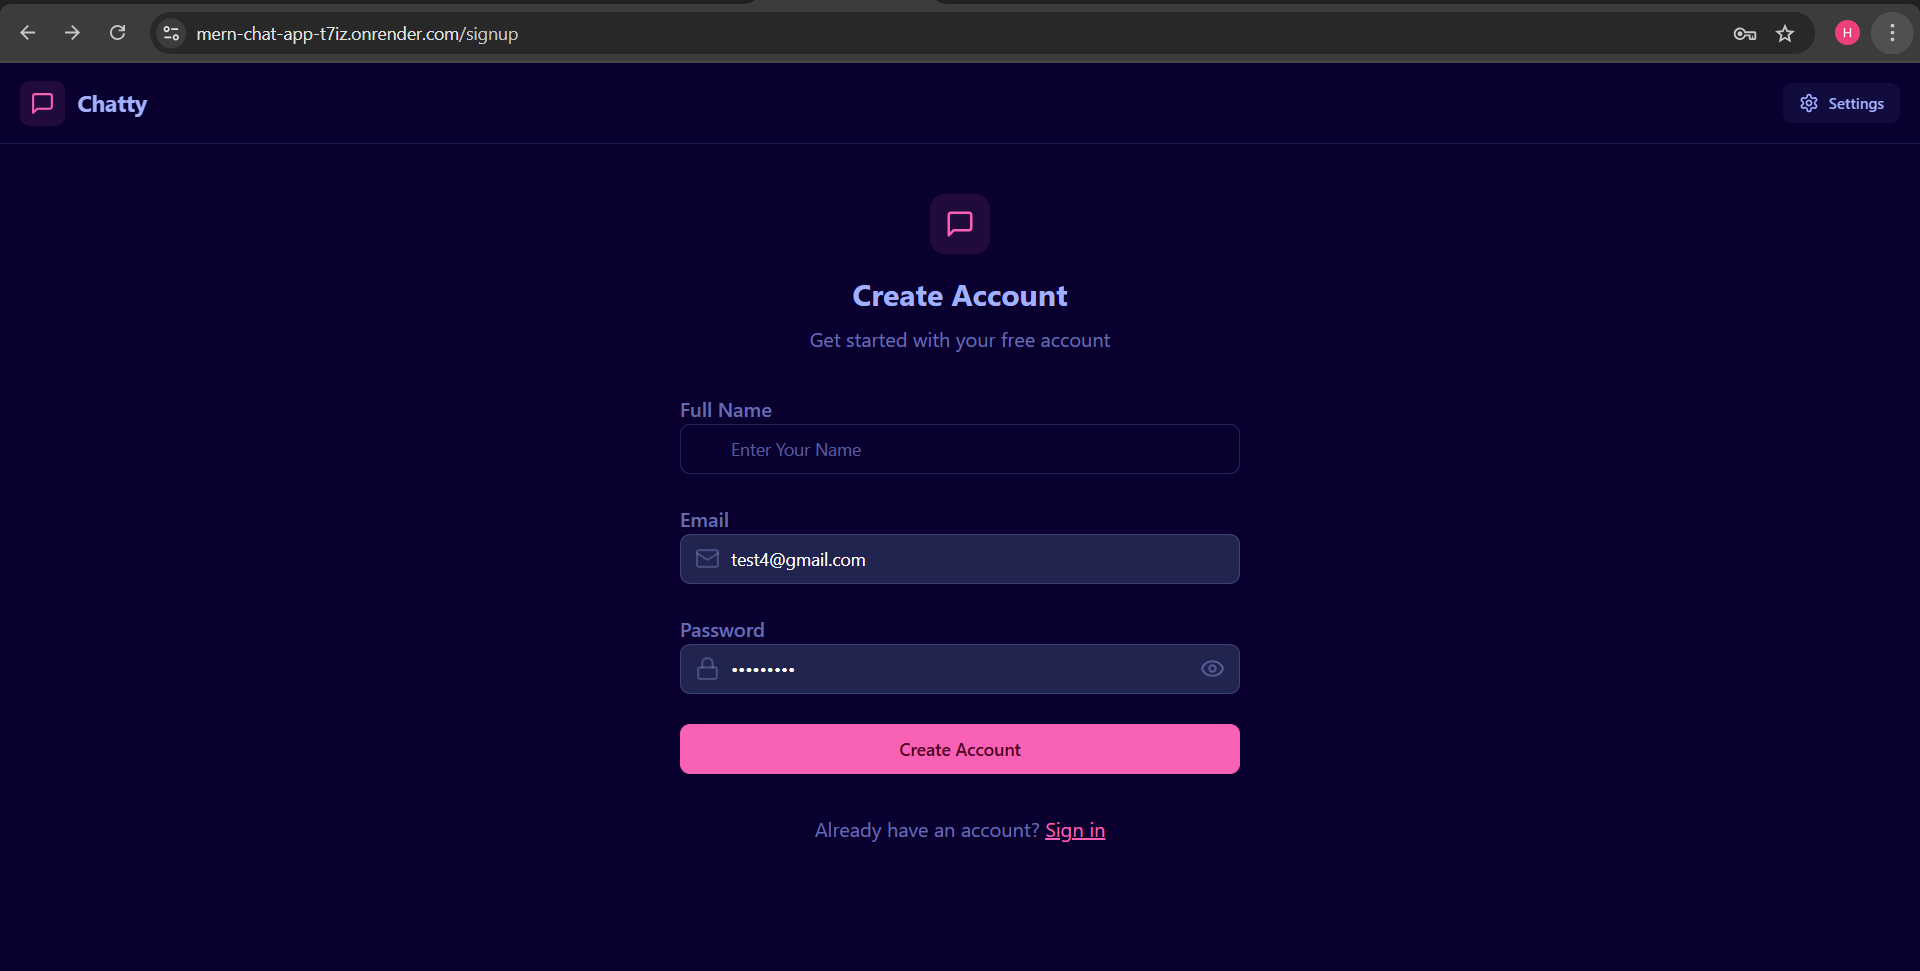 mern-chat-app-t7iz.onrender.com/signup
H
Chatty
Settings
Create Account
Get started with your free account
Full Name
Enter Your Name
Email
test4@gmail.com
Password
•••••••••
Create Account
Already have an account? Sign in